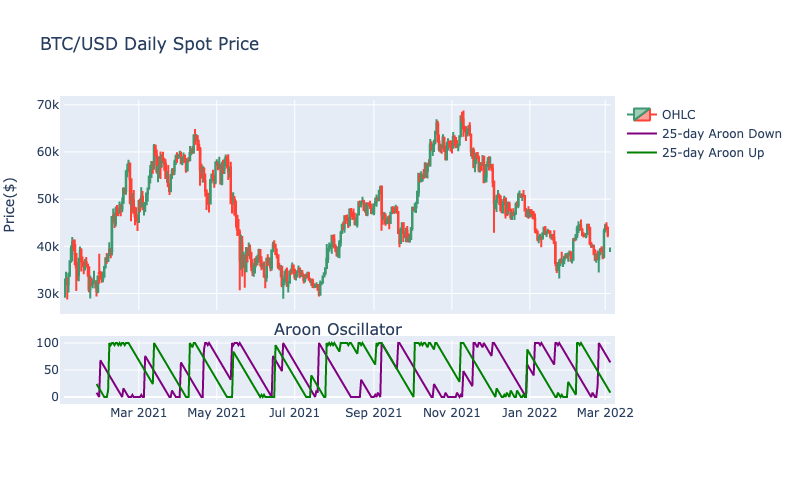 BTC/USD Daily Spot Price
70k
60k
50k
40k
30k
Price($)
OHLC
25-day Aroon Down
25-day Aroon Up
Aroon Oscillator
100
50
0
Mar 2021 May 2021 Jul 2021 Sep 2021 Nov 2021 Jan 2022 Mar 2022